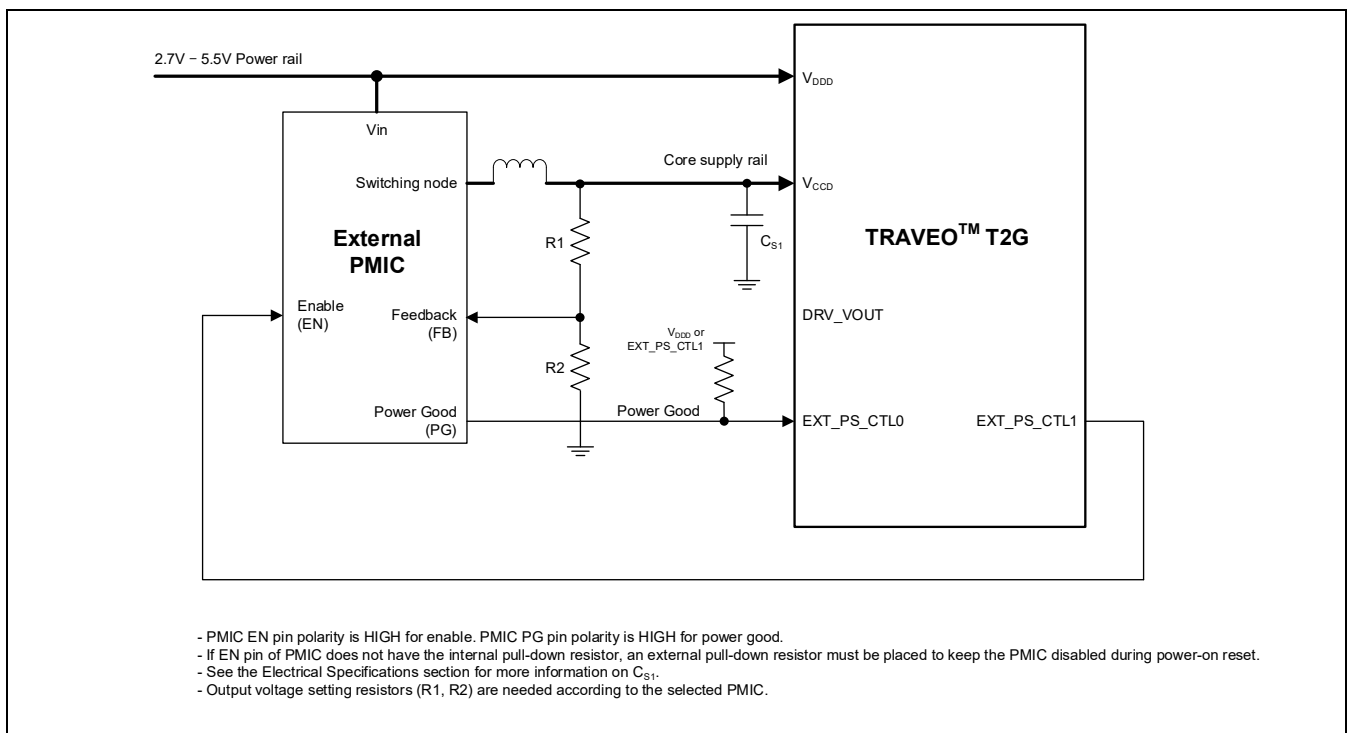 2.7V – 5.5V Power rail
VDDD
Vin
Core supply rail
Switching node
VCCD
External
PMIC
R1
CS1
TRAVEO™ T2G
Enable
(EN)
Feedback
(FB)
DRV_VOUT
VDDD or
EXT_PS_CTL1
R2
Power Good
(PG)
Power Good
EXT_PS_CTL0
EXT_PS_CTL1
- PMIC EN pin polarity is HIGH for enable. PMIC PG pin polarity is HIGH for power good.
- If EN pin of PMIC does not have the internal pull-down resistor, an external pull-down resistor must be placed to keep the PMIC disabled during power-on reset.
- See the Electrical Specifications section for more information on CS1.
- Output voltage setting resistors (R1, R2) are needed according to the selected PMIC.